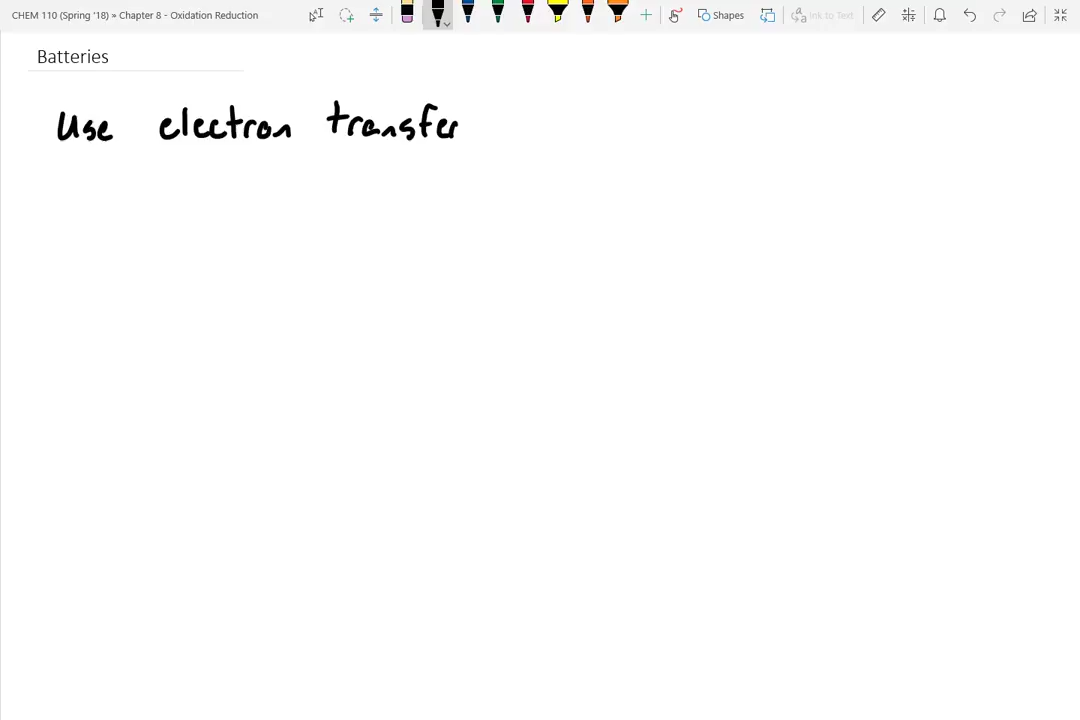 CHEM 110 (Spring '18) » Chapter 8 - Oxidation Reduction
Shapes
Ink to Text
Batteries
Use electron transfer